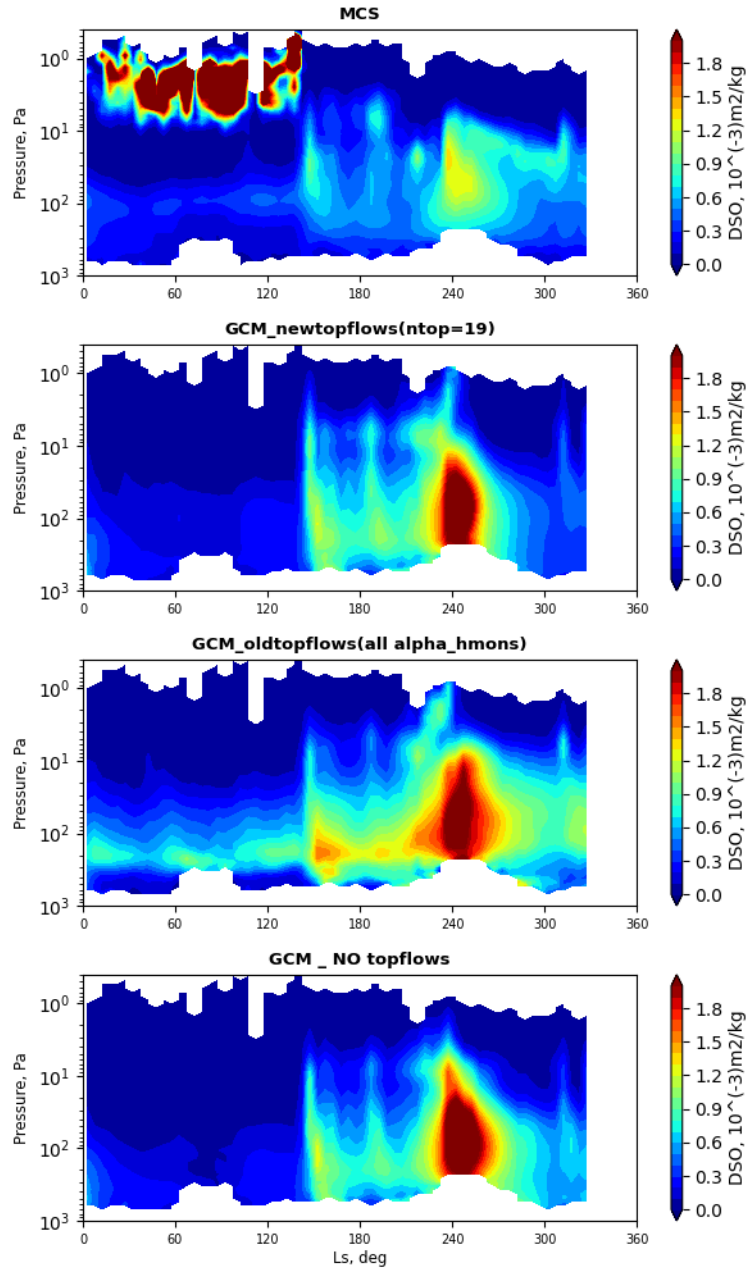 MCS
Pressure, Pa
10^0
10^1
10^2
10^3
0 60 120 180 240 300 360
1.8
1.5
1.2
0.9
0.6
0.3
0.0
DSO, 10^(-3)m2/kg
GCM_newtopflows(ntop=19)
Pressure, Pa
10^0
10^1
10^2
10^3
0 60 120 180 240 300 360
1.8
1.5
1.2
0.9
0.6
0.3
0.0
DSO, 10^(-3)m2/kg
GCM_oldtopflows(all alpha_hmons)
Pressure, Pa
10^0
10^1
10^2
10^3
0 60 120 180 240 300 360
1.8
1.5
1.2
0.9
0.6
0.3
0.0
DSO, 10^(-3)m2/kg
GCM _ NO topflows
Pressure, Pa
10^0
10^1
10^2
10^3
0 60 120 180 240 300 360
Ls, deg
1.8
1.5
1.2
0.9
0.6
0.3
0.0
DSO, 10^(-3)m2/kg